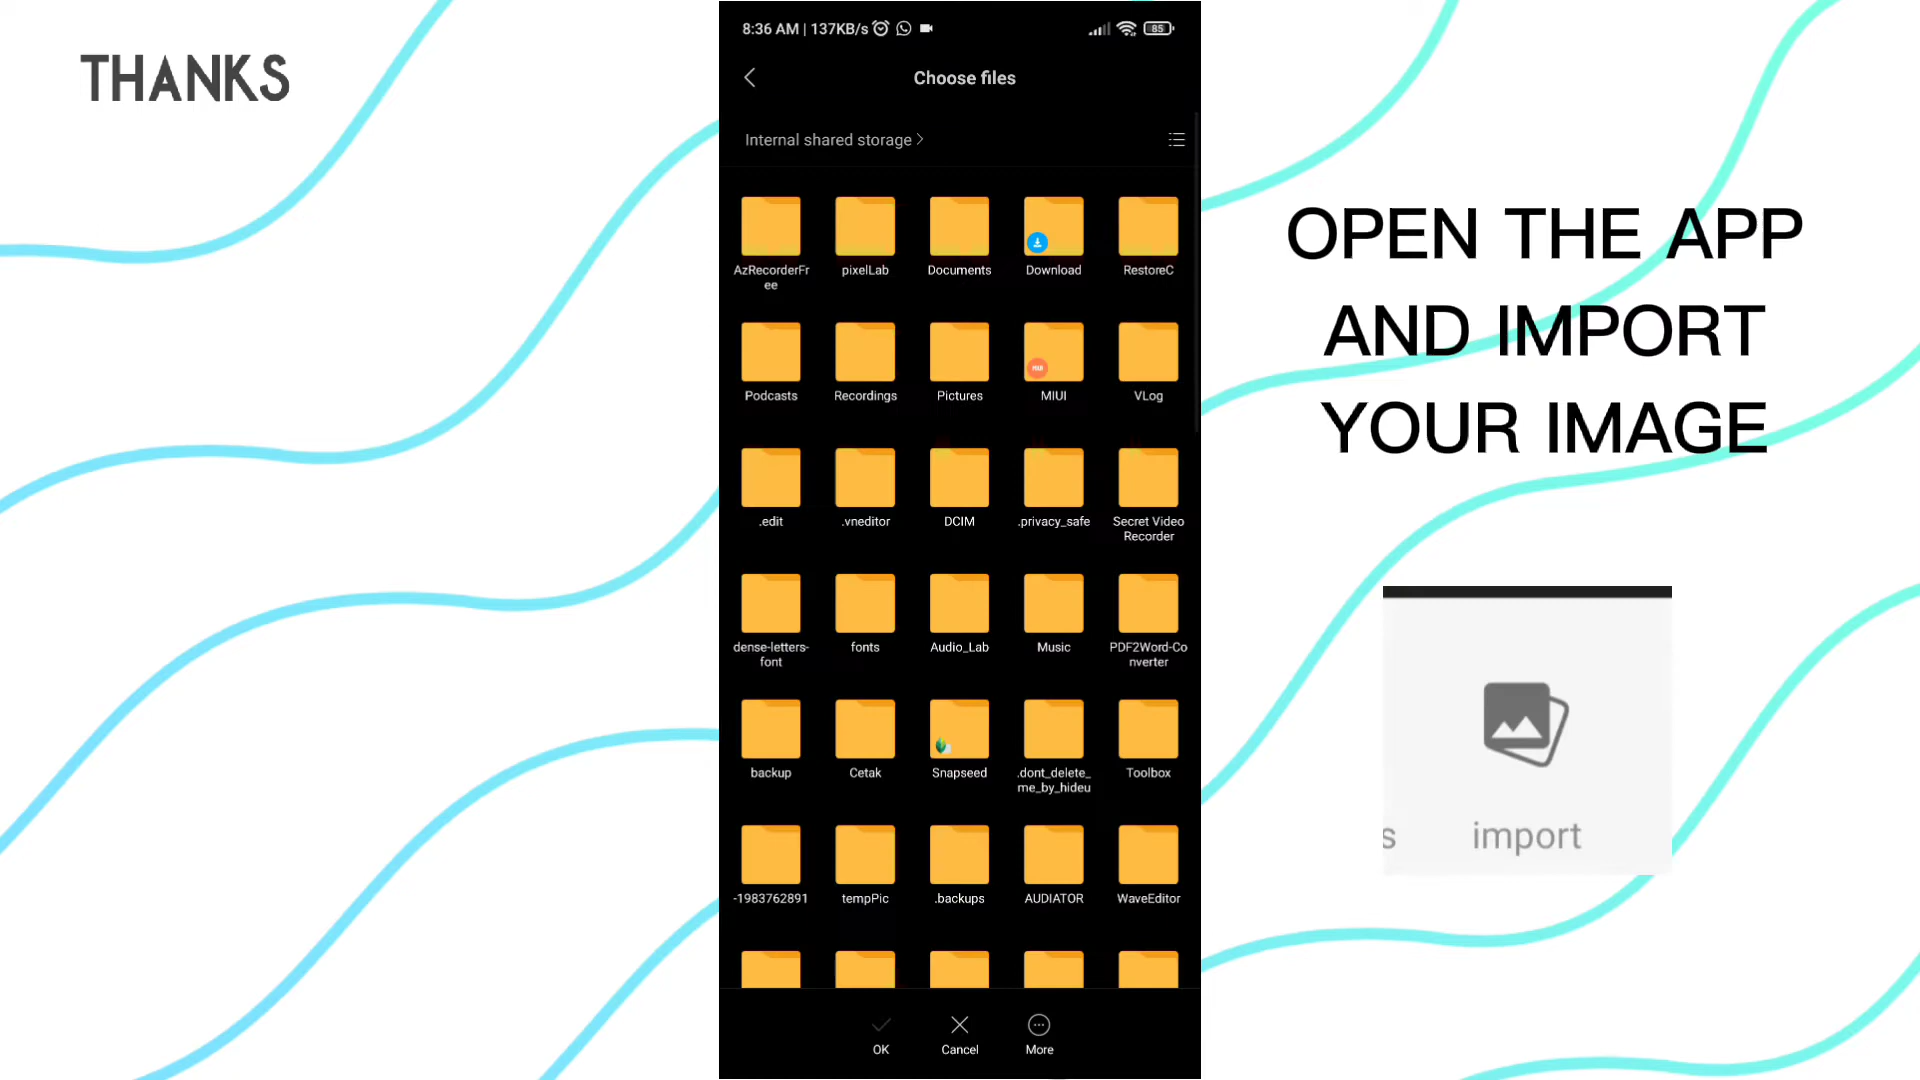 THANKS
8:36 AM | 137KB/s
85
Choose files
Internal shared storage
AzRecorderFr
ee
pixelLab
Documents
Download
RestoreC
Podcasts
Recordings
Pictures
MIUI
VLog
.edit
.vneditor
DCIM
.privacy_safe
Secret Video
Recorder
dense-letters-
font
fonts
Audio_Lab
Music
PDF2Word-Co
nverter
backup
Cetak
Snapseed
.dont_delete_
me_by_hideu
Toolbox
-1983762891
tempPic
.backups
AUDIATOR
WaveEditor
OK
Cancel
More
OPEN THE APP
AND IMPORT
YOUR IMAGE
s
import